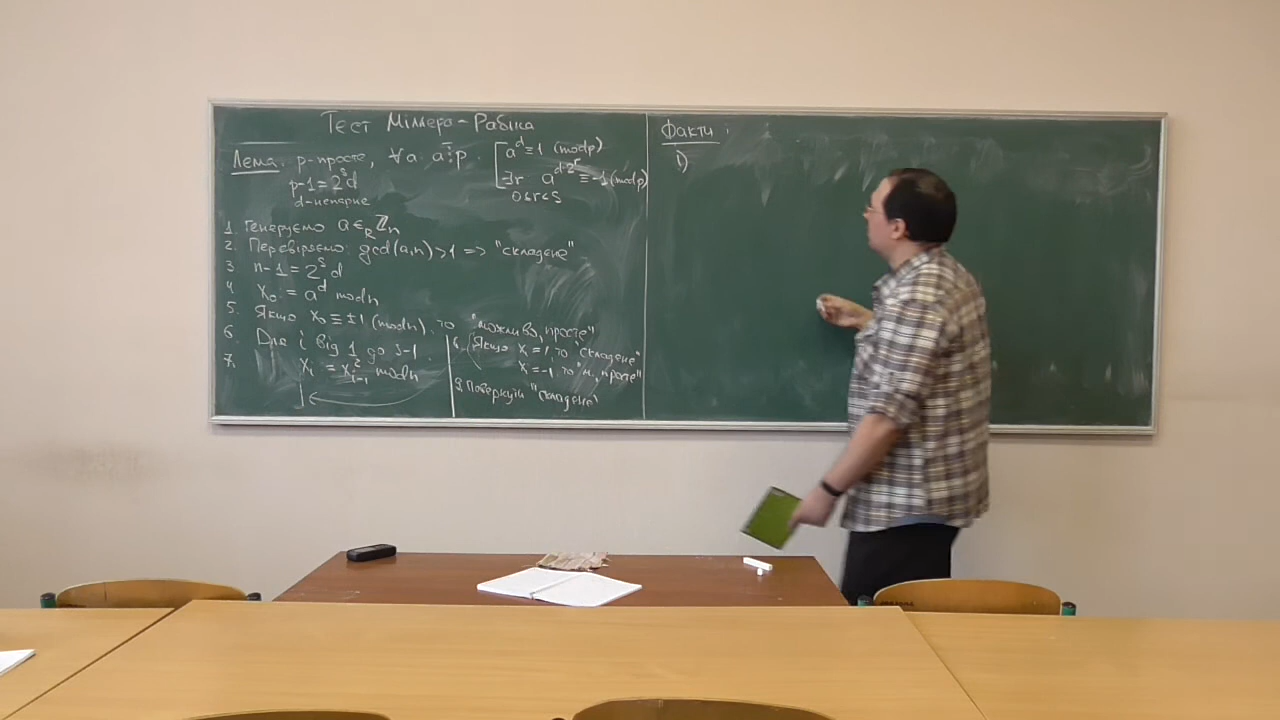 Тест Міллера-Рабіна
Лема. p-просте, ∀a a⋮̸p. [a^d ≡ 1 (mod p)
p-1 = 2^s d
∃r a^{d·2^r} ≡ -1 (mod p)
d-непарне
0≤r<s
1. Генеруємо a ∈_R ℤ_n
2. Перевіряємо gcd(a,n)>1 => "складене"
3. n-1 = 2^s d
4. x_0 = a^d mod n
5. Якщо x_0 ≡ ±1 (mod n), то "можливо, просте"
6. Для i від 1 до s-1
7. x_i = x_{i-1}^2 mod n
Якщо x_i = 1, то складене"
x_i = -1, то "м. просте"
9. Повернути "складене"
Факти:
1)